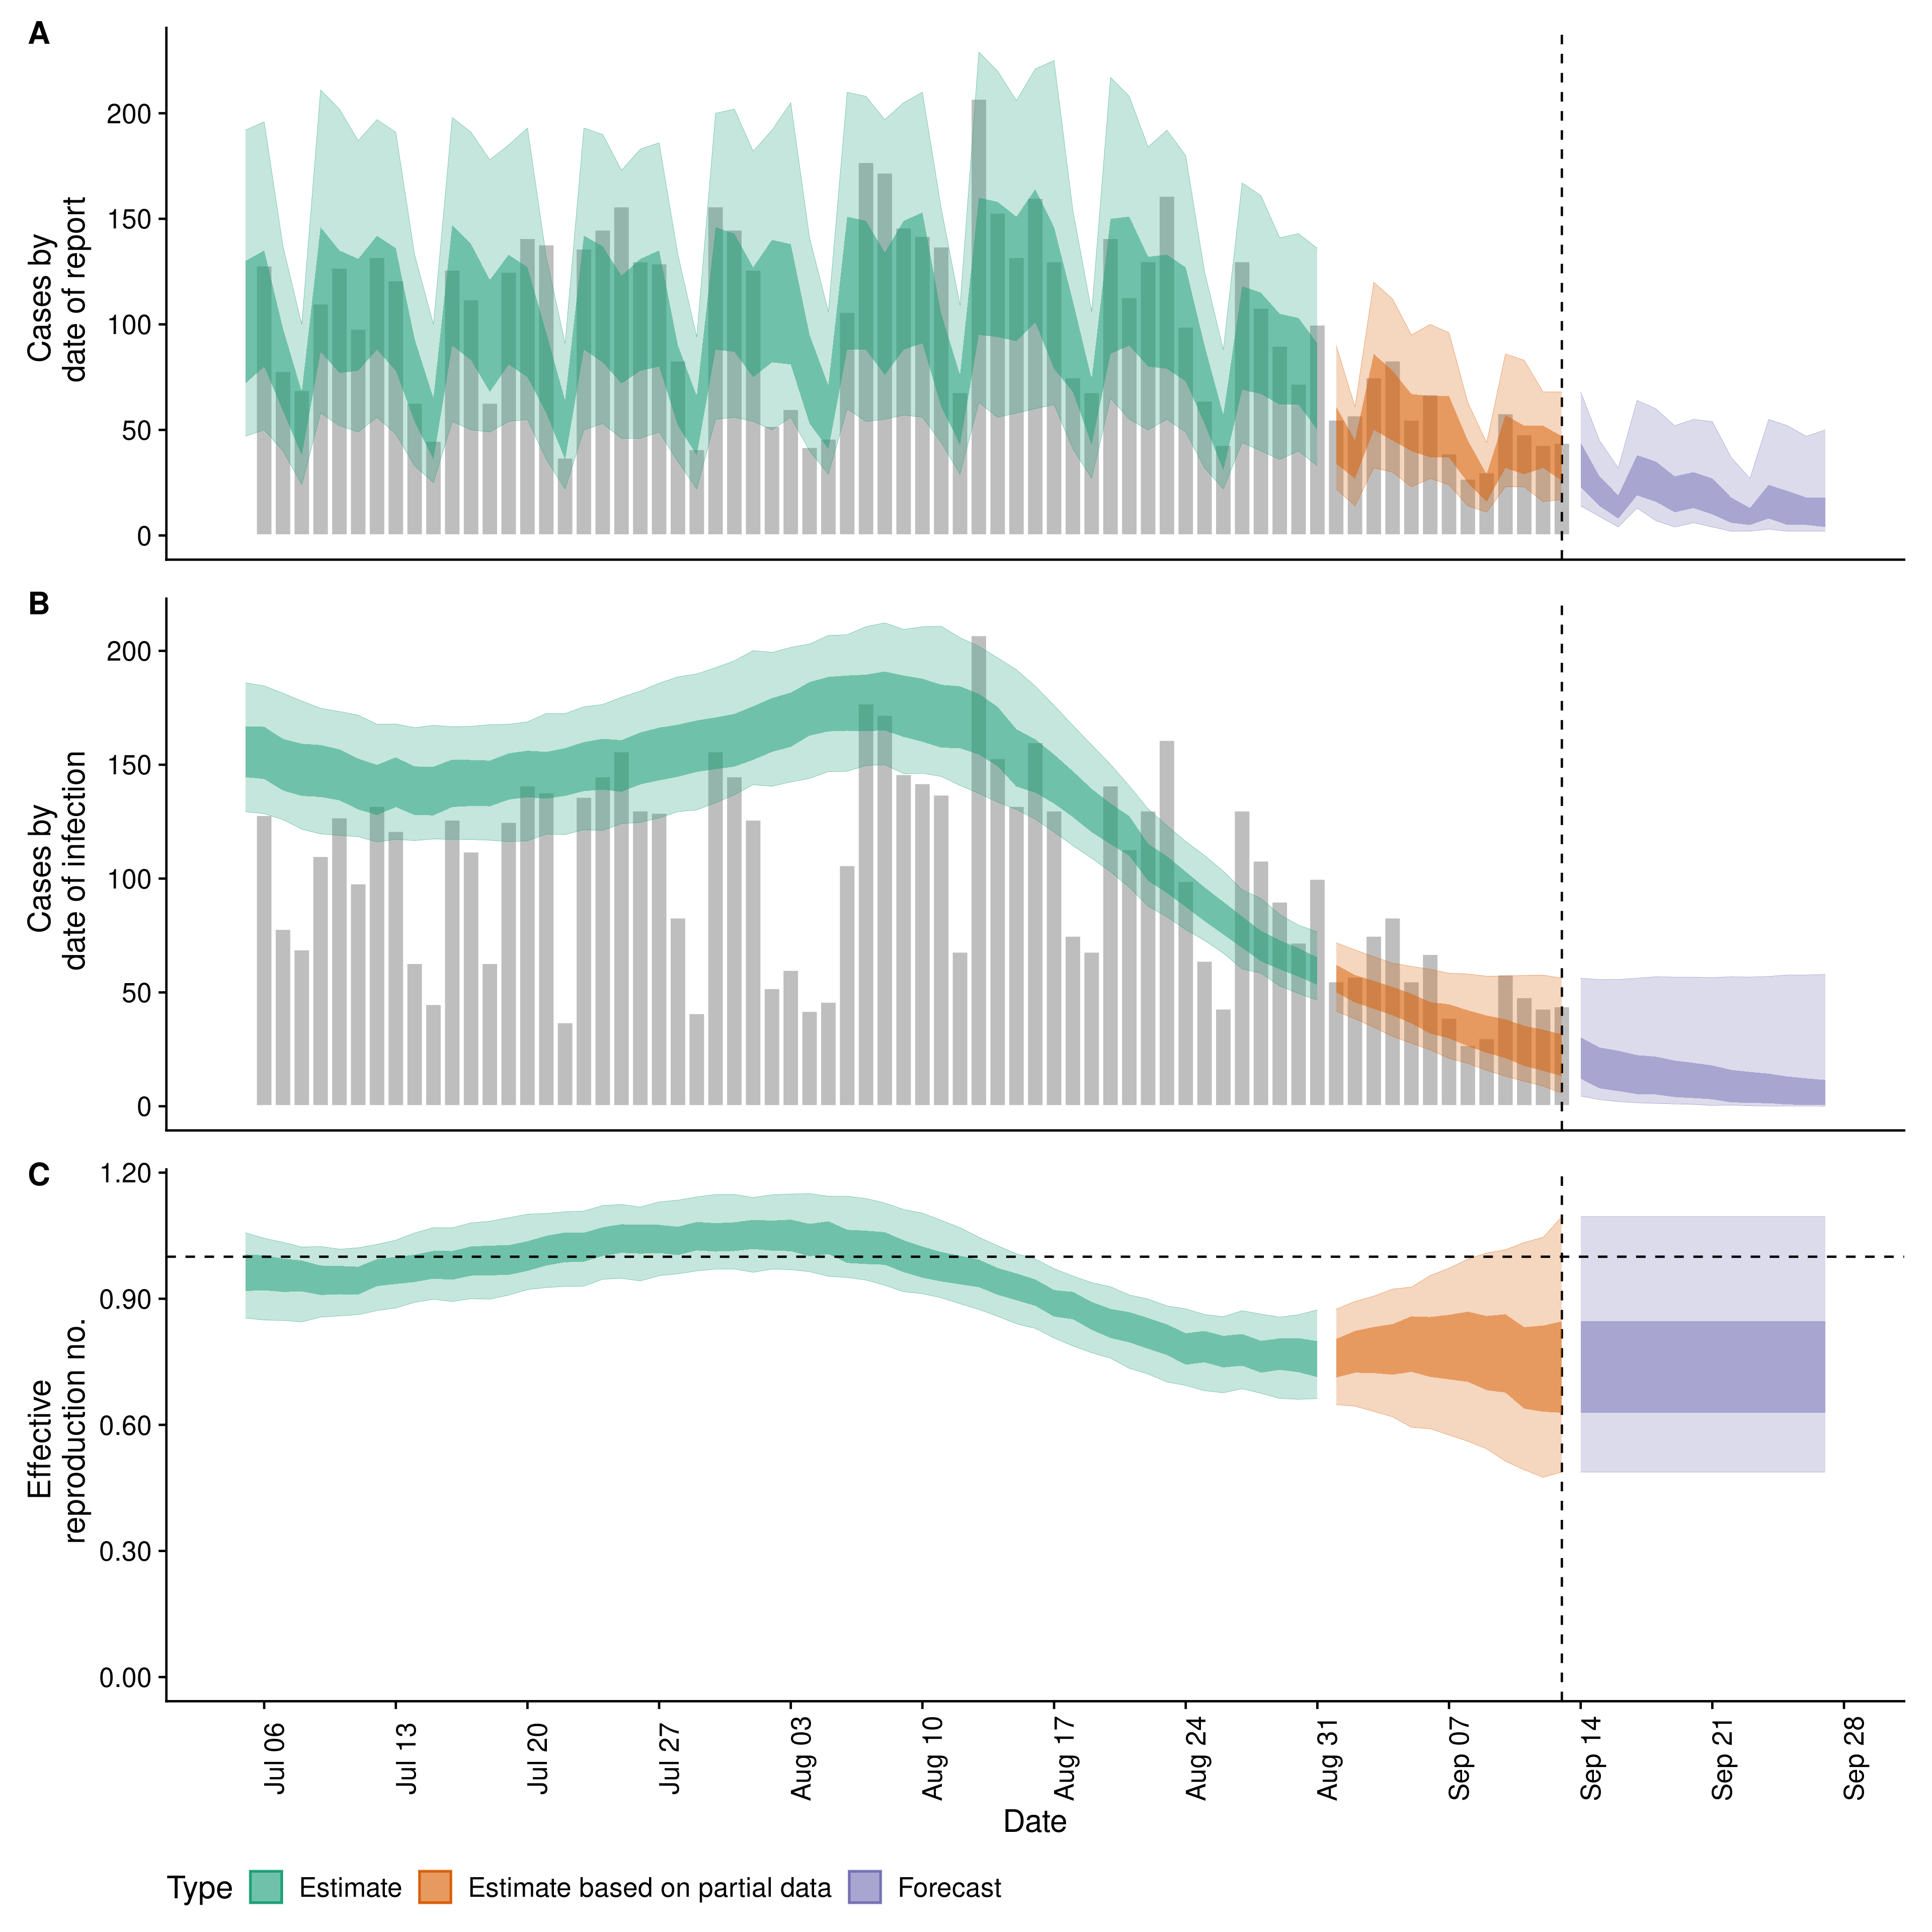 A
Cases by
date of report
200
150
100
50
0
B
Cases by
date of infection
200
150
100
50
0
C
Effective
reproduction no.
1.20
0.90
0.60
0.30
0.00
Jul 06
Jul 13
Jul 20
Jul 27
Aug 03
Aug 10
Aug 17
Aug 24
Aug 31
Sep 07
Sep 14
Sep 21
Sep 28
Date
Type Estimate Estimate based on partial data Forecast